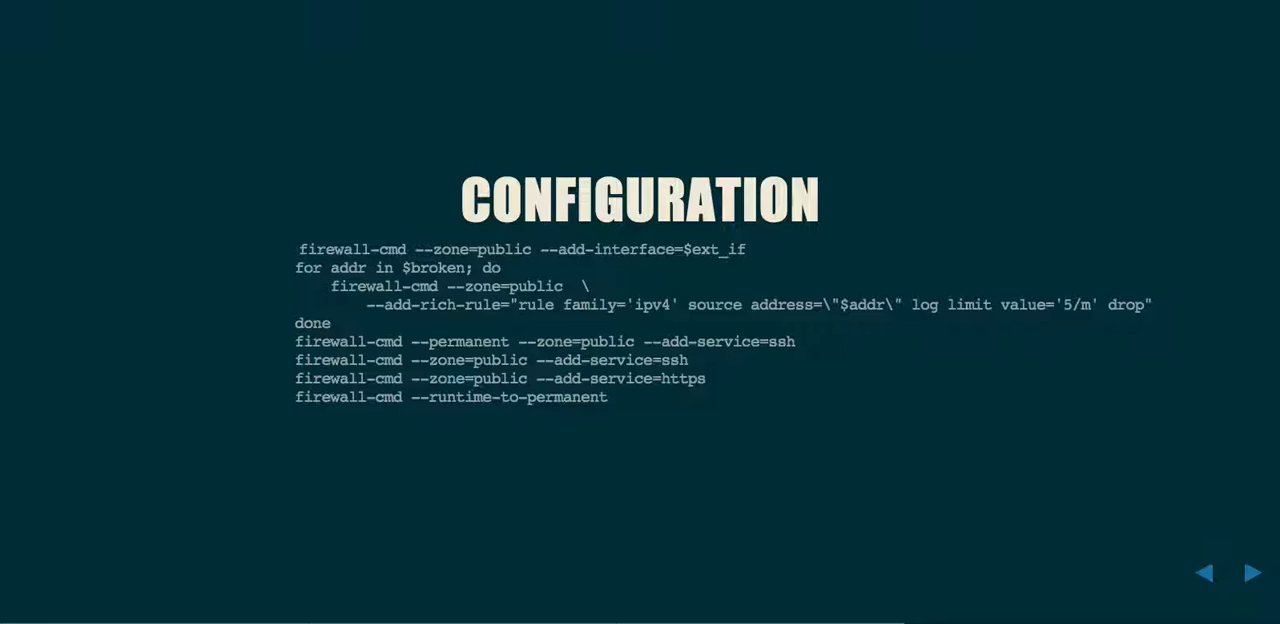 CONFIGURATION
firewall-cmd --zone=public --add-interface=$ext_if
for addr in $broken; do
    firewall-cmd --zone=public  \
        --add-rich-rule="rule family='ipv4' source address=\"$addr\" log limit value='5/m' drop"
done
firewall-cmd --permanent --zone=public --add-service=ssh
firewall-cmd --zone=public --add-service=ssh
firewall-cmd --zone=public --add-service=https
firewall-cmd --runtime-to-permanent